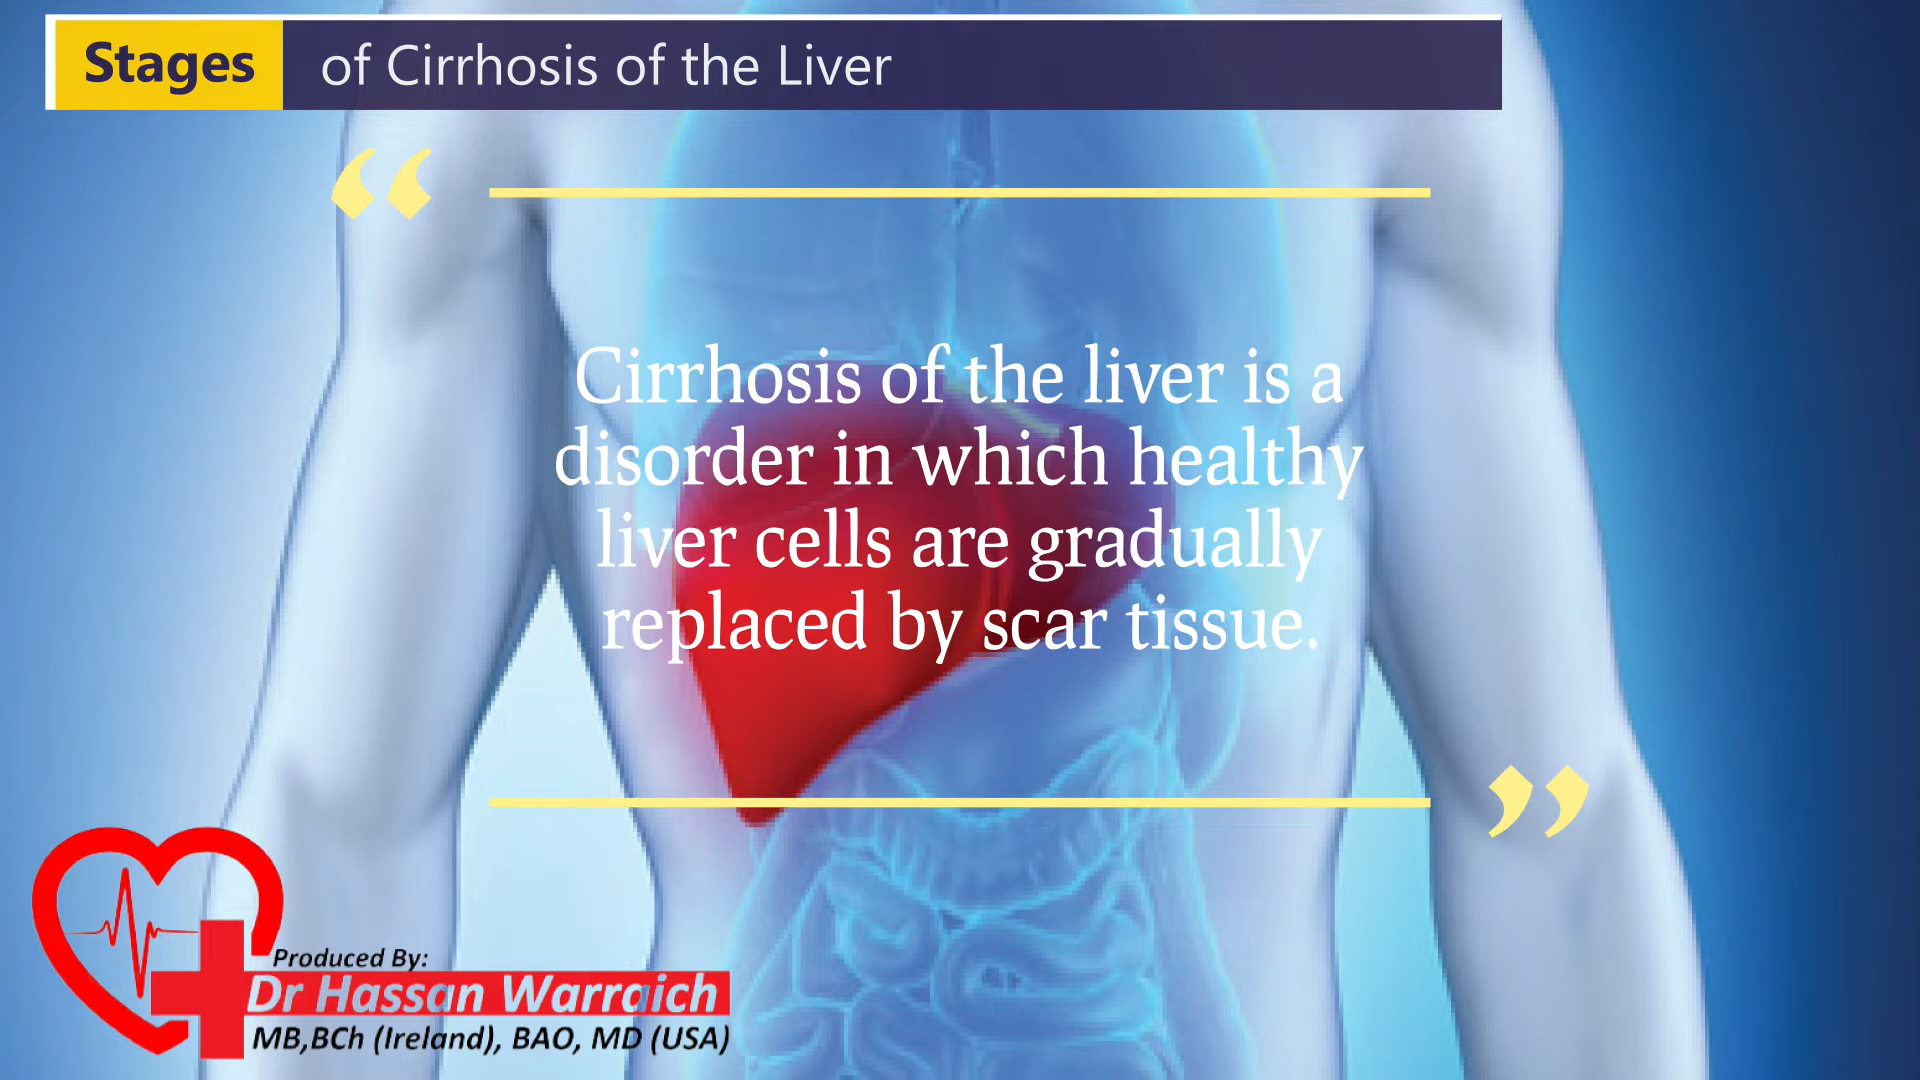 Stages of Cirrhosis of the Liver
“
Cirrhosis of the liver is a
disorder in which healthy
liver cells are gradually
replaced by scar tissue.
”
Produced By:
Dr Hassan Warraich
MB,BCh (Ireland), BAO, MD (USA)